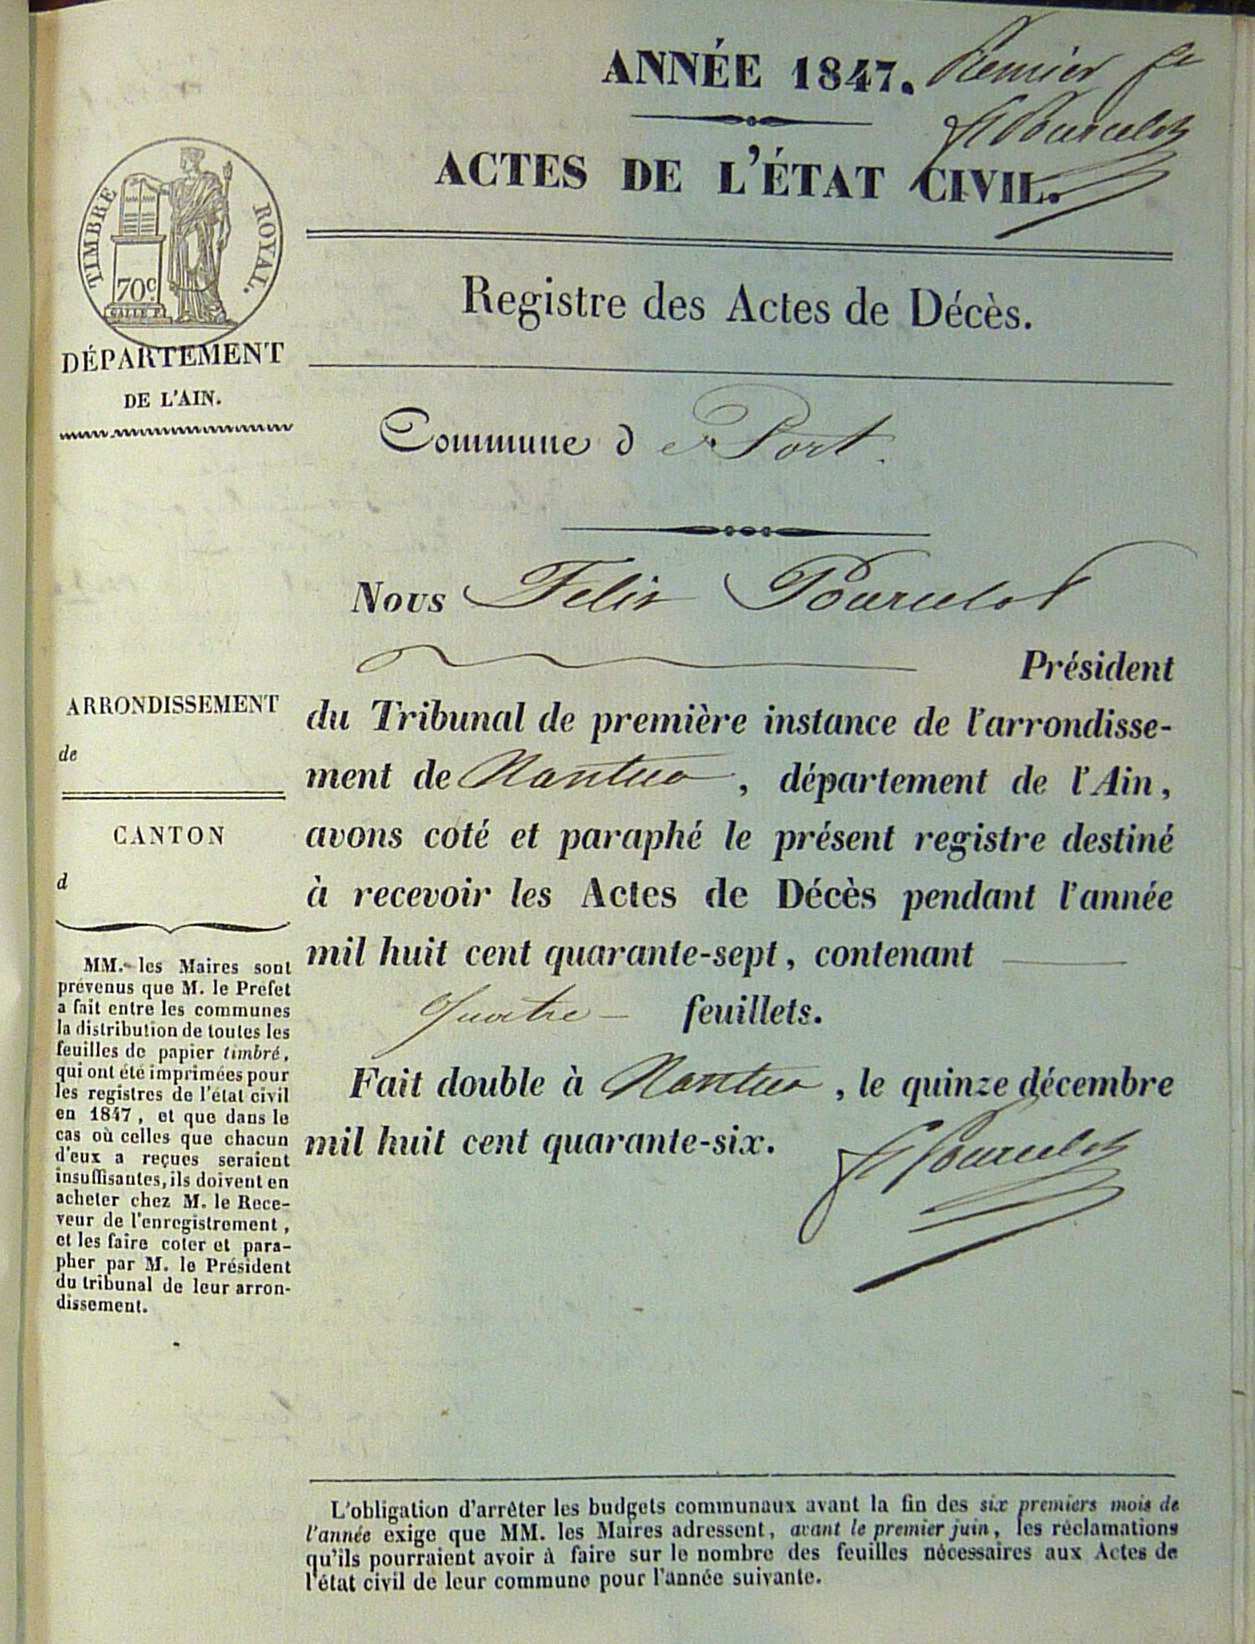 ANNÉE 1847.
Premier
F Pourcelot
ACTES DE L'ÉTAT CIVIL.
TIMBRE ROYAL.
70c
GALLE F.
DÉPARTEMENT
DE L'AIN.
Registre des Actes de Décès.
Commune de Port.
Nous Felix Pourcelot
Président
du Tribunal de première instance de l'arrondisse-
ment de Nantua, département de l'Ain,
avons coté et paraphé le présent registre destiné
à recevoir les Actes de Décès pendant l'année
mil huit cent quarante-sept, contenant
quatre feuillets.
Fait double à Nantua, le quinze décembre
mil huit cent quarante-six.
F Pourcelot
ARRONDISSEMENT
de
CANTON
d
MM. les Maires sont
prévenus que M. le Préfet
a fait entre les communes
la distribution de toutes les
feuilles de papier timbré,
qui ont été imprimées pour
les registres de l'état civil
en 1847, et que dans le
cas où celles que chacun
d'eux a reçues seraient
insuffisantes, ils doivent en
acheter chez M. le Rece-
veur de l'enregistrement,
et les faire coter et para-
pher par M. le Président
du tribunal de leur arron-
dissement.
L'obligation d'arrêter les budgets communaux avant la fin des six premiers mois de
l'année exige que MM. les Maires adressent, avant le premier juin, les réclamations
qu'ils pourraient avoir à faire sur le nombre des feuilles nécessaires aux Actes de
l'état civil de leur commune pour l'année suivante.